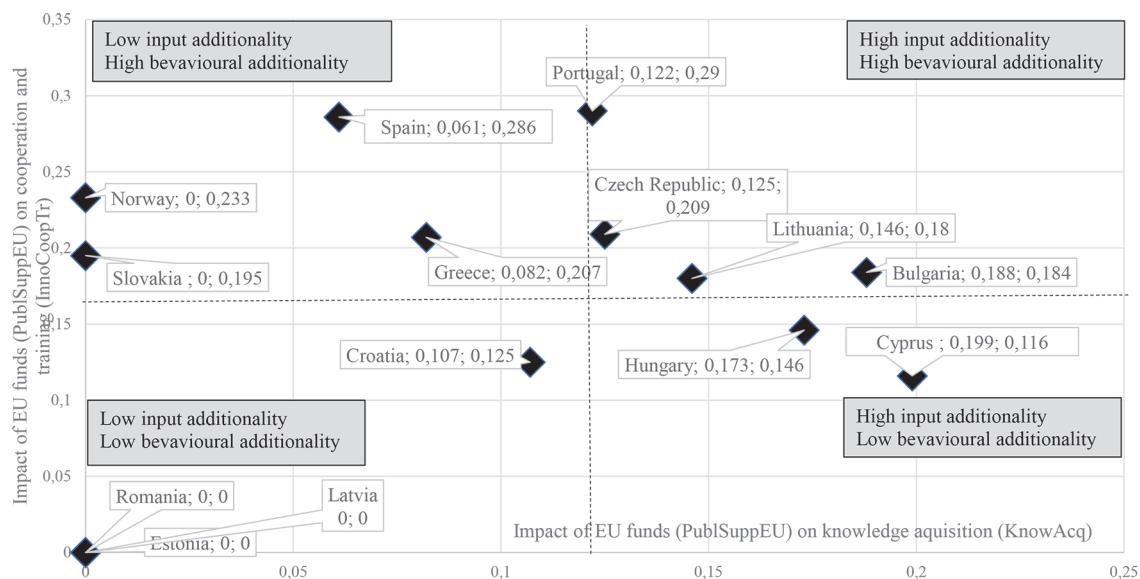 0,35
Low input additionality
High bevavioural additionality
High input additionality
High bevavioural additionality
Portugal; 0,122; 0,29
0,3
Spain; 0,061; 0,286
0,25
Czech Republic; 0,125;
0,209
Norway; 0; 0,233
Lithuania; 0,146; 0,18
0,2
Slovakia ; 0; 0,195
Greece; 0,082; 0,207
Bulgaria; 0,188; 0,184
Impact of EU funds (PublSuppEU) on cooperation and
training (InnoCoopTr)
0,15
Croatia; 0,107; 0,125
Hungary; 0,173; 0,146
Cyprus ; 0,199; 0,116
0,1
Low input additionality
Low bevavioural additionality
High input additionality
Low bevavioural additionality
0,05
Romania; 0; 0
Latvia
0; 0
Estonia; 0; 0
Impact of EU funds (PublSuppEU) on knowledge aquisition (KnowAcq)
0
0
0,05
0,1
0,15
0,2
0,25